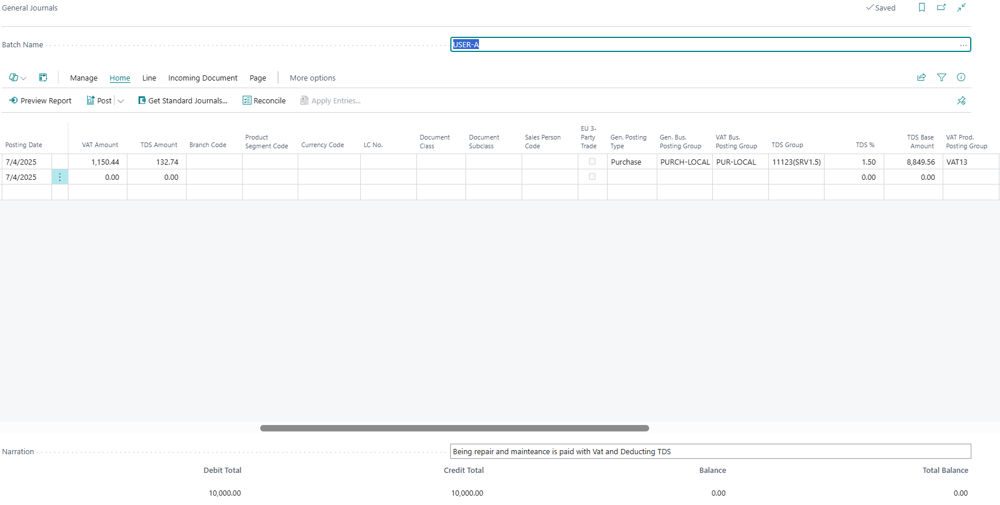 General Journals
Saved
Batch Name
USER-A
...
Manage Home Line Incoming Document Page More options
Preview Report Post Get Standard Journals... Reconcile Apply Entries...
Posting Date VAT Amount TDS Amount Branch Code Product Segment Code Currency Code LC No. Document Class Document Subclass Sales Person Code EU 3-Party Trade Gen. Posting Type Gen. Bus. Posting Group VAT Bus. Posting Group TDS Group TDS % TDS Base Amount VAT Prod. Posting Group
7/4/2025 1,150.44 132.74 Purchase PURCH-LOCAL PUR-LOCAL 11123(SRV1.5) 1.50 8,849.56 VAT13
7/4/2025 0.00 0.00 0.00 0.00
Narration
Being repair and mainteance is paid with Vat and Deducting TDS
Debit Total Credit Total Balance Total Balance
10,000.00 10,000.00 0.00 0.00